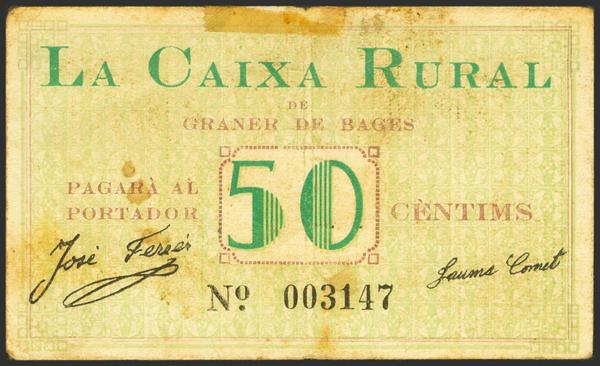 LA CAIXA RURAL
DE
GRANER DE BAGES
PAGARÀ AL
PORTADOR
50
CÈNTIMS
José Ferrer
Jaume Comet
Nº 003147